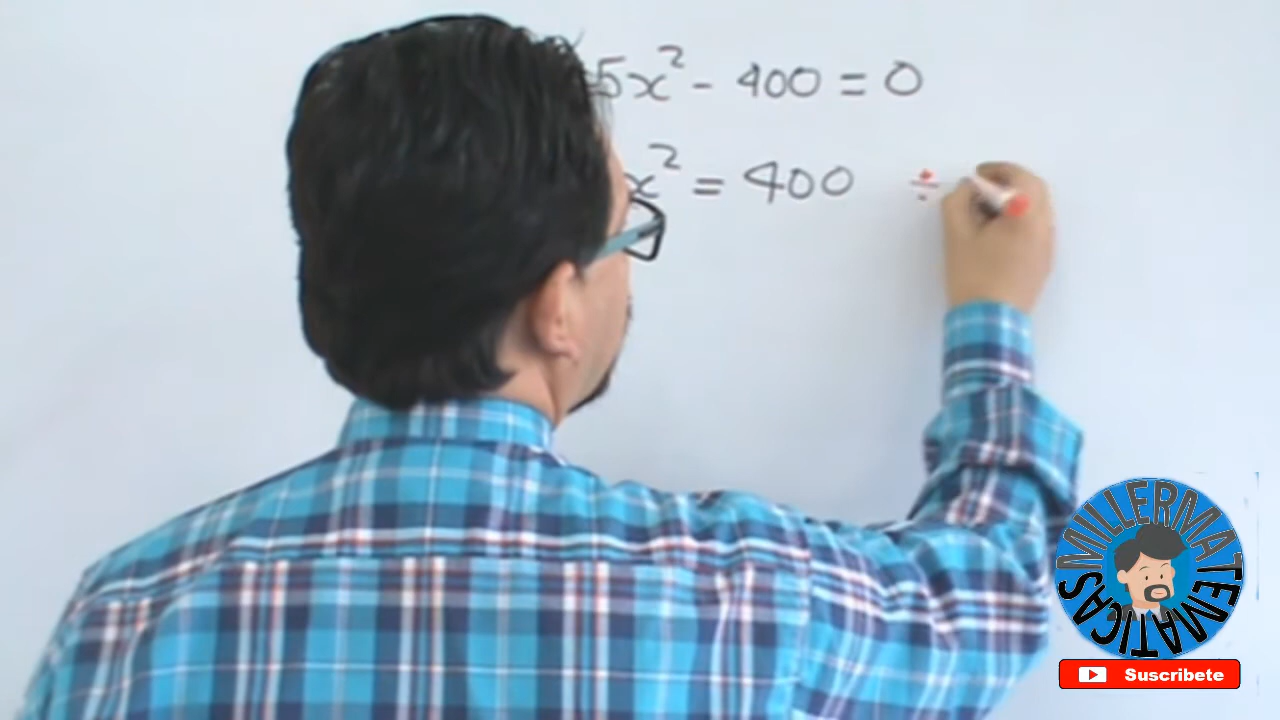 5x² - 400 = 0
x² = 400 ÷
MILLERMATEMATICAS
Suscribete